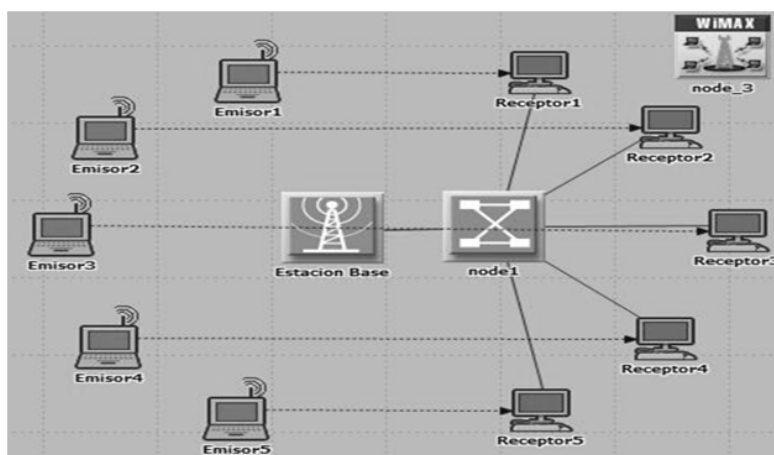 WiMAX
node_3
Emisor1
Receptor1
Emisor2
Receptor2
Emisor3
Estacion Base
node1
Receptor3
Emisor4
Receptor4
Emisor5
Receptor5